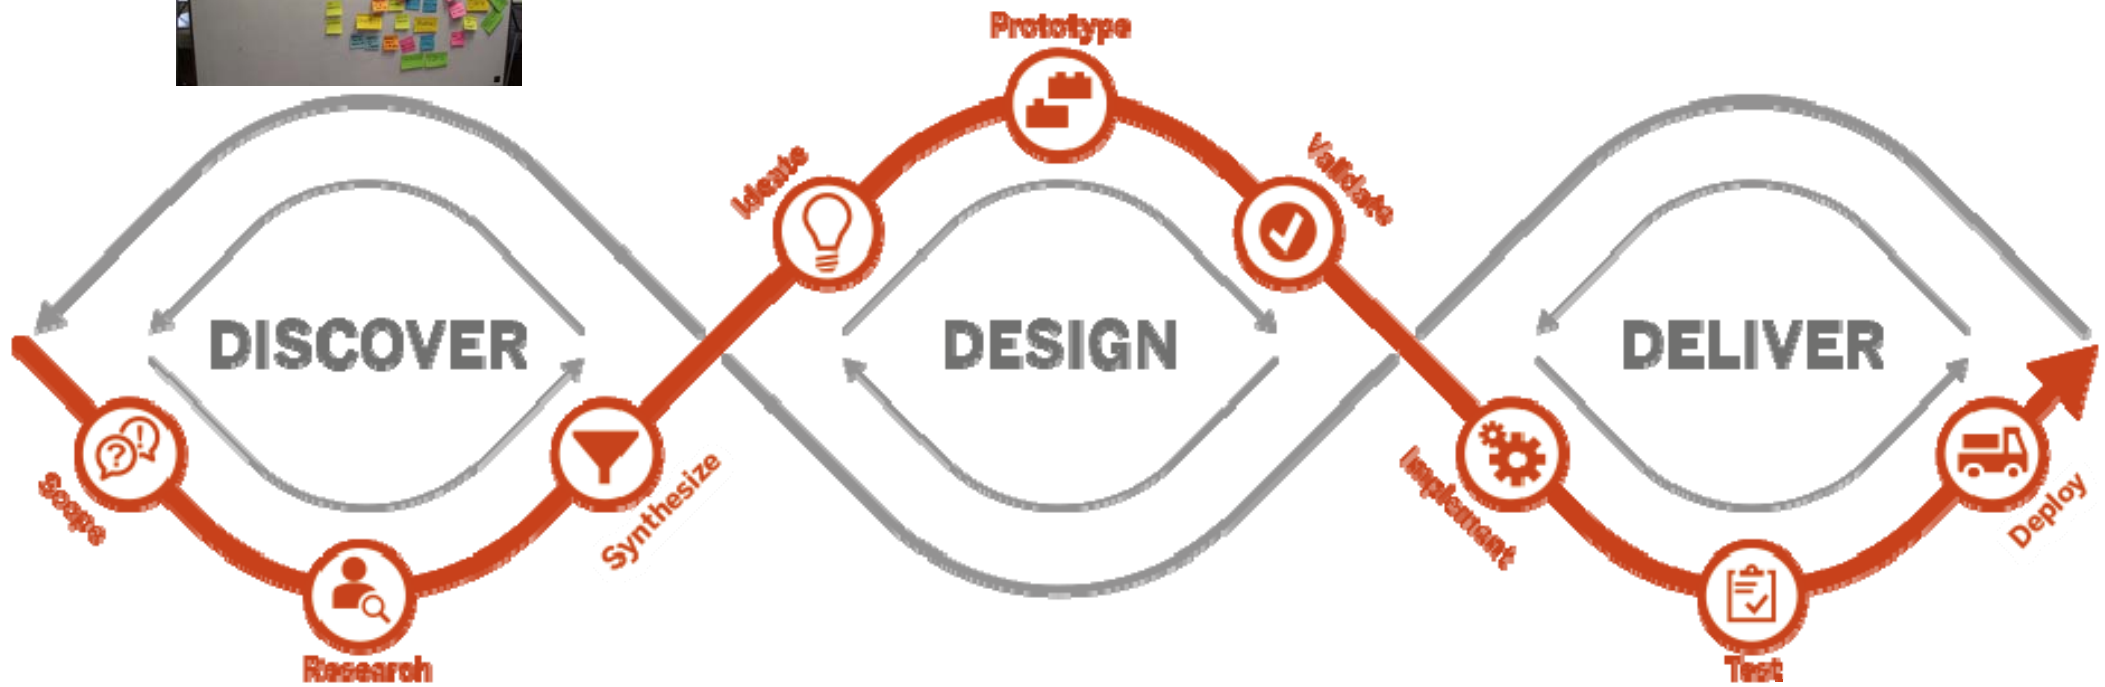 Prototype
Ideate
Validate
DISCOVER
DESIGN
DELIVER
Scope
Synthesize
Implement
Deploy
Research
Test